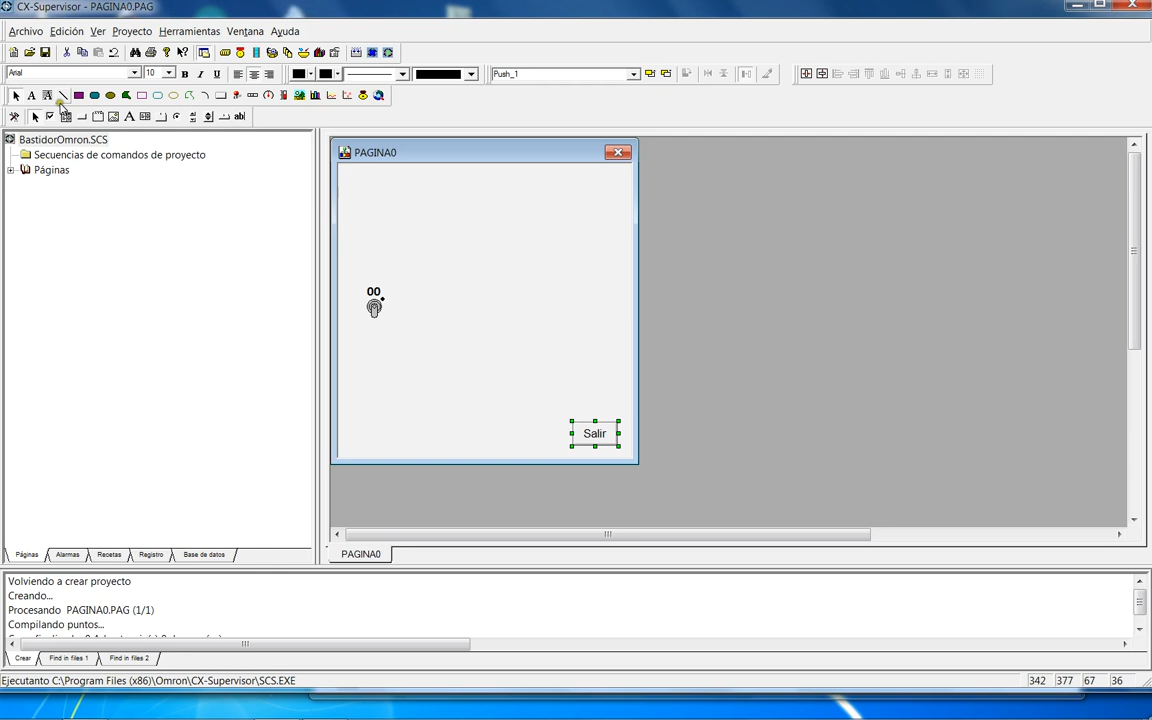 CX-Supervisor - PAGINA0.PAG
Archivo Edición Ver Proyecto Herramientas Ventana Ayuda
Arial 10 B I U Push_1
BastidorOmron.SCS
Secuencias de comandos de proyecto
Páginas
PAGINA0
00
Salir
Páginas Alarmas Recetas Registro Base de datos
PAGINA0
Volviendo a crear proyecto
Creando...
Procesando PAGINA0.PAG (1/1)
Compilando puntos...
Crear Find in files 1 Find in files 2
Ejecutanto C:\Program Files (x86)\Omron\CX-Supervisor\SCS.EXE 342 377 67 36